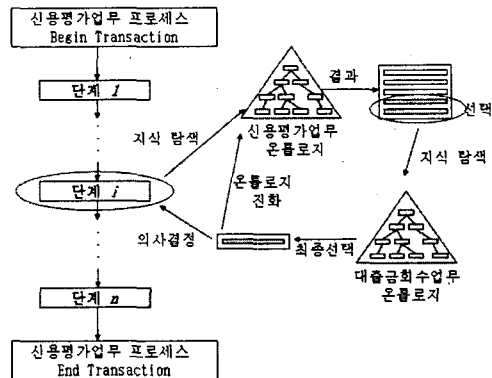 신용평가업무 프로세스
Begin Transaction
단계 1
지식 탐색
결과
선택
신용평가업무
온톨로지
지식 탐색
단계 i
온톨로지
진화
의사결정
최종선택
대출금회수업무
온톨로지
단계 n
신용평가업무 프로세스
End Transaction